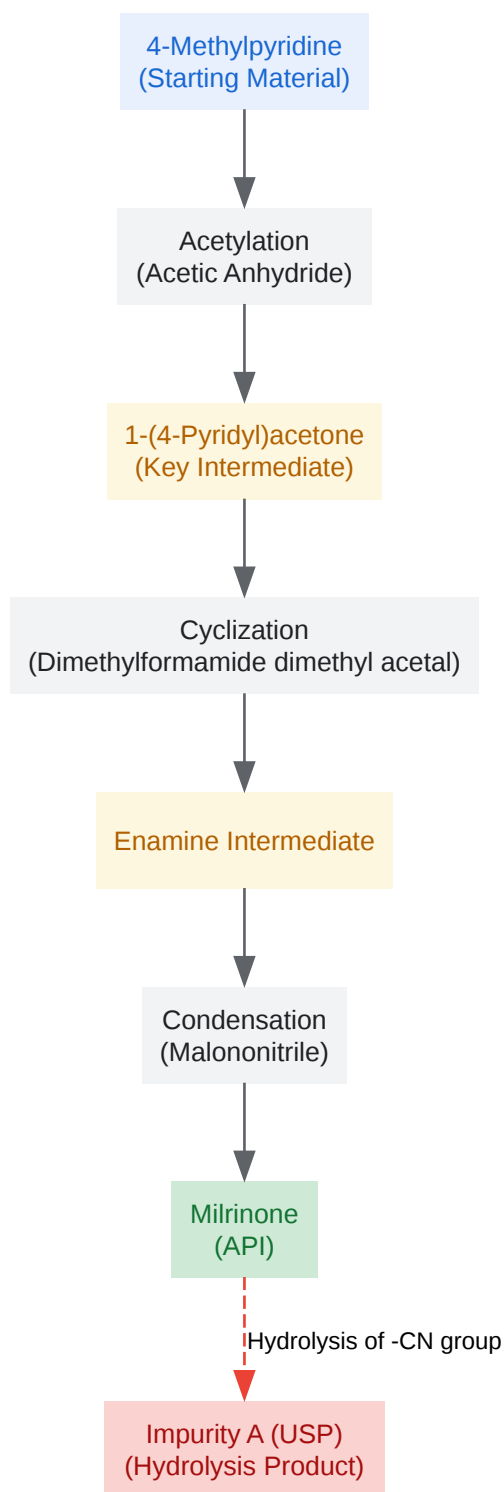 4-Methylpyridine
(Starting Material)
Acetylation
(Acetic Anhydride)
1-(4-Pyridyl)acetone
(Key Intermediate)
Cyclization
(Dimethylformamide dimethyl acetal)
Enamine Intermediate
Condensation
(Malononitrile)
Milrinone
(API)
Hydrolysis of -CN group
Impurity A (USP)
(Hydrolysis Product)